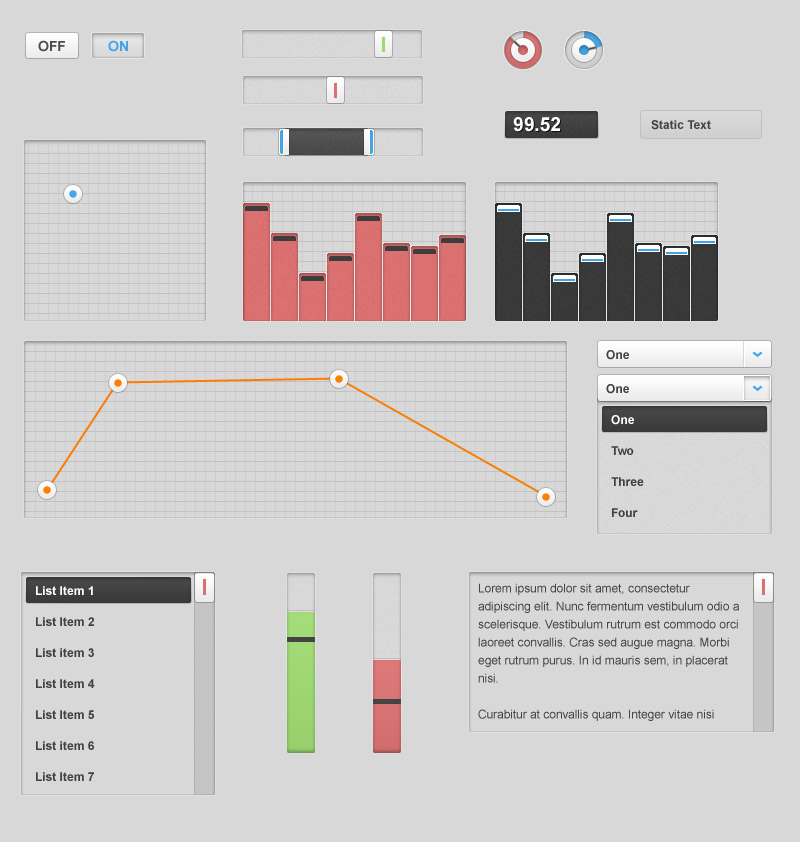 OFF
ON
99.52
Static Text
One
One
One
Two
Three
Four
List Item 1
List Item 2
List item 3
List Item 4
List Item 5
List item 6
List Item 7
Lorem ipsum dolor sit amet, consectetur
adipiscing elit. Nunc fermentum vestibulum odio a
scelerisque. Vestibulum rutrum est commodo orci
laoreet convallis. Cras sed augue magna. Morbi
eget rutrum purus. In id mauris sem, in placerat
nisi.
Curabitur at convallis quam. Integer vitae nisi